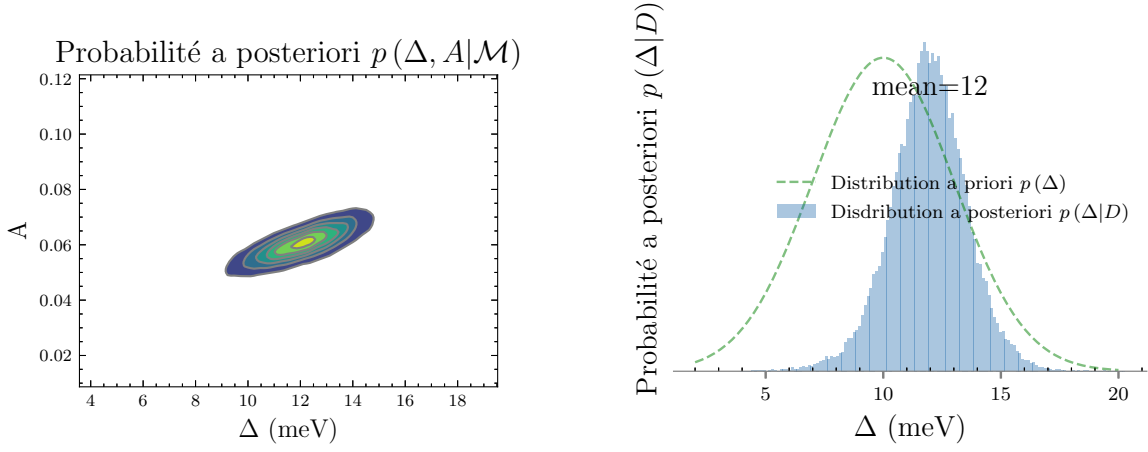 Probabilité a posteriori p (Δ, A|ℳ)
A
0.12
0.10
0.08
0.06
0.04
0.02
4 6 8 10 12 14 16 18
Δ (meV)
Probabilité a posteriori p (Δ|D)
mean=12
Distribution a priori p (Δ)
Disdribution a posteriori p (Δ|D)
5 10 15 20
Δ (meV)